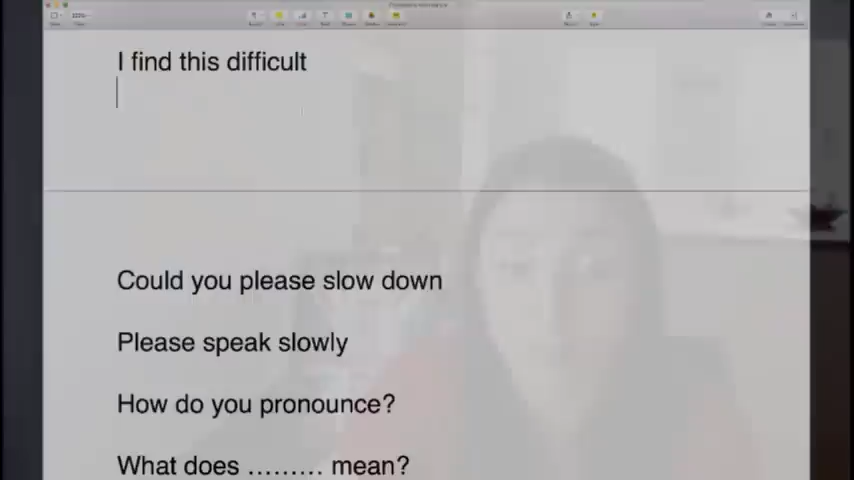 I find this difficult
Could you please slow down
Please speak slowly
How do you pronounce?
What does ......... mean?